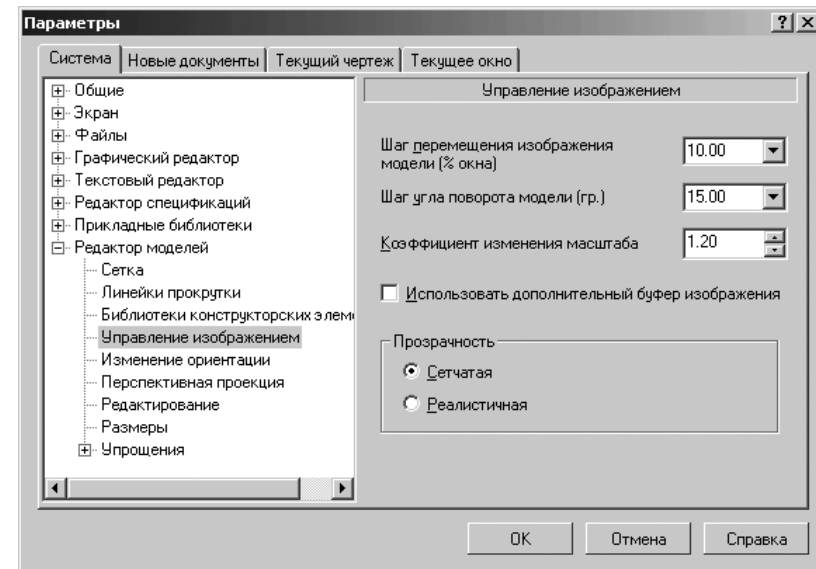 Параметры
Система Новые документы Текущий чертеж Текущее окно
Общие
Экран
Файлы
Графический редактор
Текстовый редактор
Редактор спецификаций
Прикладные библиотеки
Редактор моделей
Сетка
Линейки прокрутки
Библиотеки конструкторских элем
Управление изображением
Изменение ориентации
Перспективная проекция
Редактирование
Размеры
Упрощения
Управление изображением
Шаг перемещения изображения
модели (% окна)
10.00
Шаг угла поворота модели (гр.)
15.00
Коэффициент изменения масштаба
1.20
Использовать дополнительный буфер изображения
Прозрачность
Сетчатая
Реалистичная
OK Отмена Справка